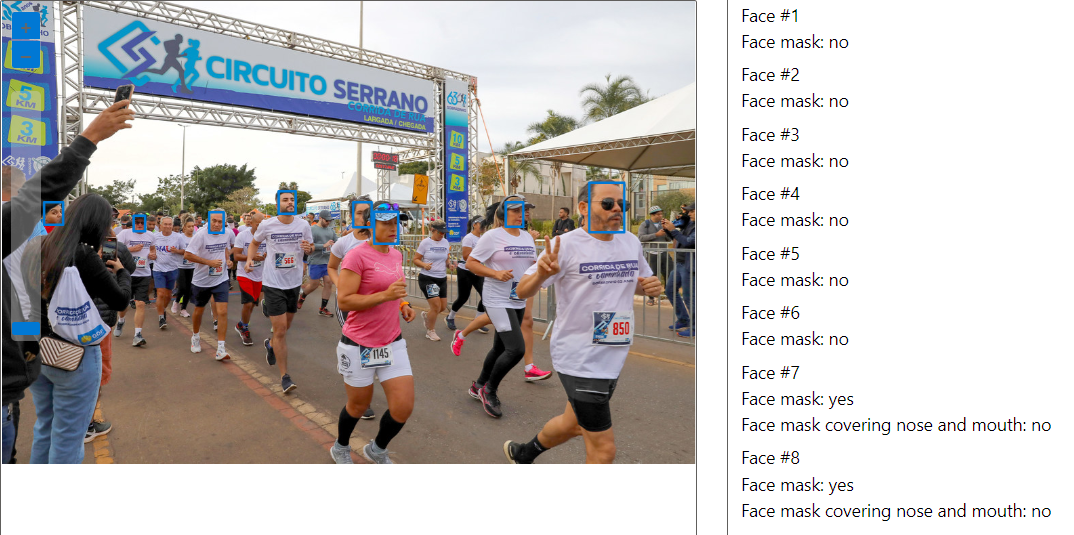 CIRCUITO SERRANO
CORRIDA DE RUA
LARGADA / CHEGADA
5
KM
3
KM
10
5
3
CORRIDA DE RUA
850
1145
Face #1
Face mask: no
Face #2
Face mask: no
Face #3
Face mask: no
Face #4
Face mask: no
Face #5
Face mask: no
Face #6
Face mask: no
Face #7
Face mask: yes
Face mask covering nose and mouth: no
Face #8
Face mask: yes
Face mask covering nose and mouth: no